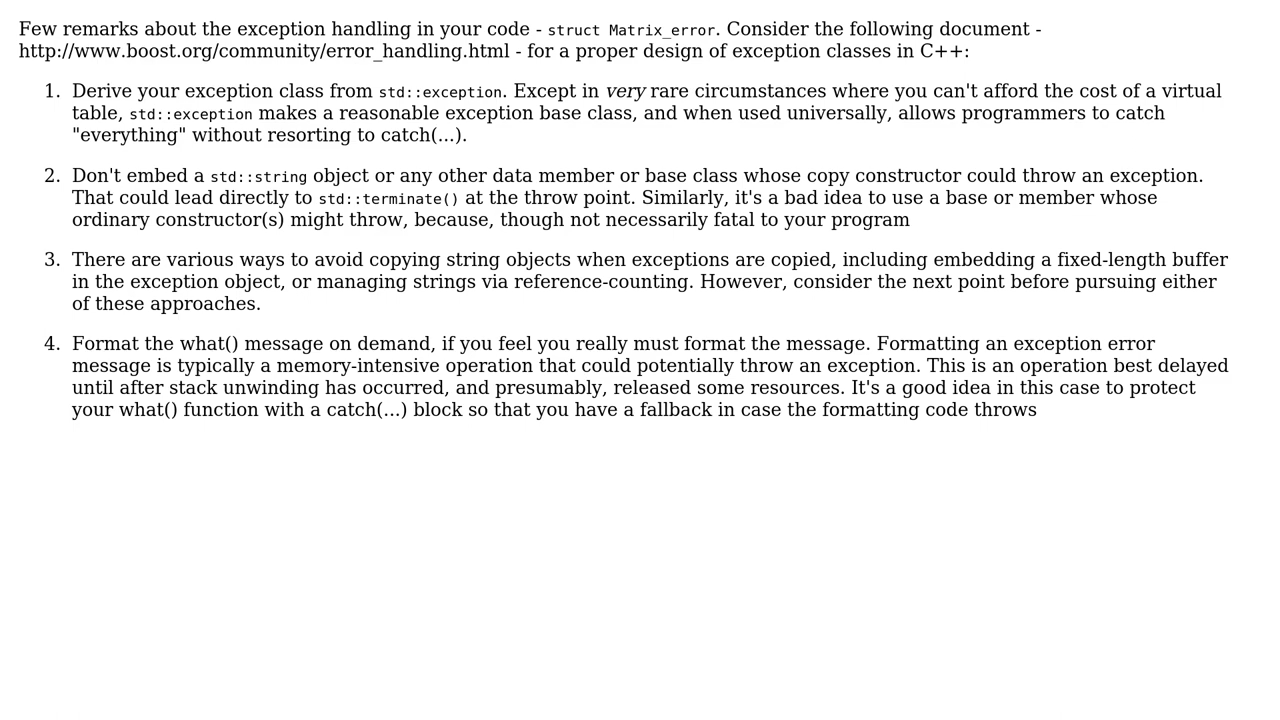 Few remarks about the exception handling in your code - struct Matrix_error. Consider the following document -
http://www.boost.org/community/error_handling.html - for a proper design of exception classes in C++:
1. Derive your exception class from std::exception. Except in very rare circumstances where you can't afford the cost of a virtual
table, std::exception makes a reasonable exception base class, and when used universally, allows programmers to catch
"everything" without resorting to catch(...).
2. Don't embed a std::string object or any other data member or base class whose copy constructor could throw an exception.
That could lead directly to std::terminate() at the throw point. Similarly, it's a bad idea to use a base or member whose
ordinary constructor(s) might throw, because, though not necessarily fatal to your program
3. There are various ways to avoid copying string objects when exceptions are copied, including embedding a fixed-length buffer
in the exception object, or managing strings via reference-counting. However, consider the next point before pursuing either
of these approaches.
4. Format the what() message on demand, if you feel you really must format the message. Formatting an exception error
message is typically a memory-intensive operation that could potentially throw an exception. This is an operation best delayed
until after stack unwinding has occurred, and presumably, released some resources. It's a good idea in this case to protect
your what() function with a catch(...) block so that you have a fallback in case the formatting code throws